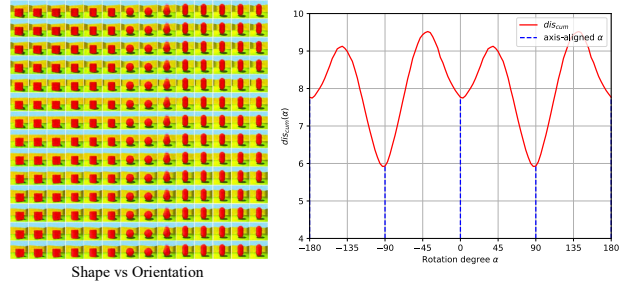 Shape vs Orientation
dis_cum(α)
10
9
8
7
6
5
4
−180 −135 −90 −45 0 45 90 135 180
Rotation degree α
dis_cum
axis-aligned α